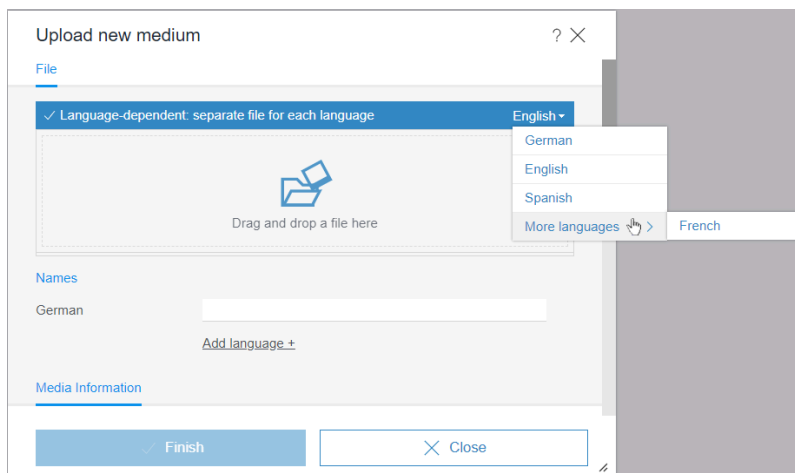 Upload new medium ?
File
Language-dependent: separate file for each language English
German
English
Spanish
More languages French
Drag and drop a file here
Names
German
Add language +
Media Information
Finish Close